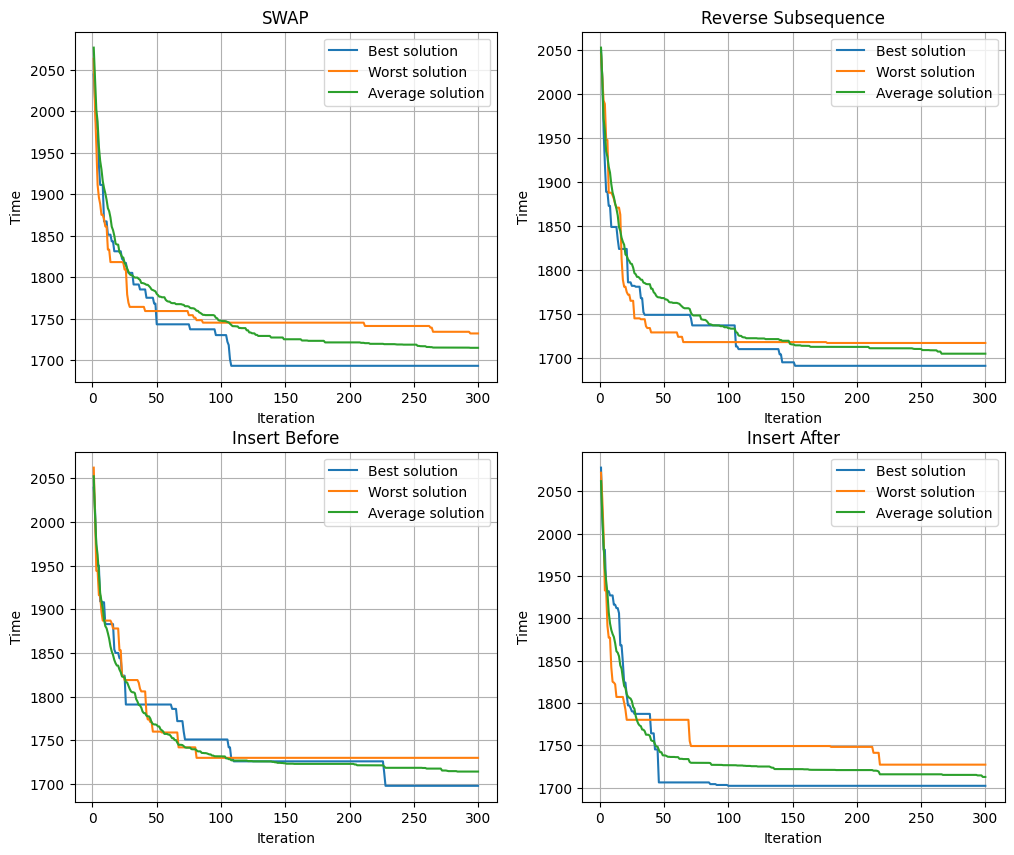 SWAP
Time
2050
2000
1950
1900
1850
1800
1750
1700
Best solution
Worst solution
Average solution
0 50 100 150 200 250 300
Iteration
Reverse Subsequence
Time
2050
2000
1950
1900
1850
1800
1750
1700
Best solution
Worst solution
Average solution
0 50 100 150 200 250 300
Iteration
Insert Before
Time
2050
2000
1950
1900
1850
1800
1750
1700
Best solution
Worst solution
Average solution
0 50 100 150 200 250 300
Iteration
Insert After
Time
2050
2000
1950
1900
1850
1800
1750
1700
Best solution
Worst solution
Average solution
0 50 100 150 200 250 300
Iteration